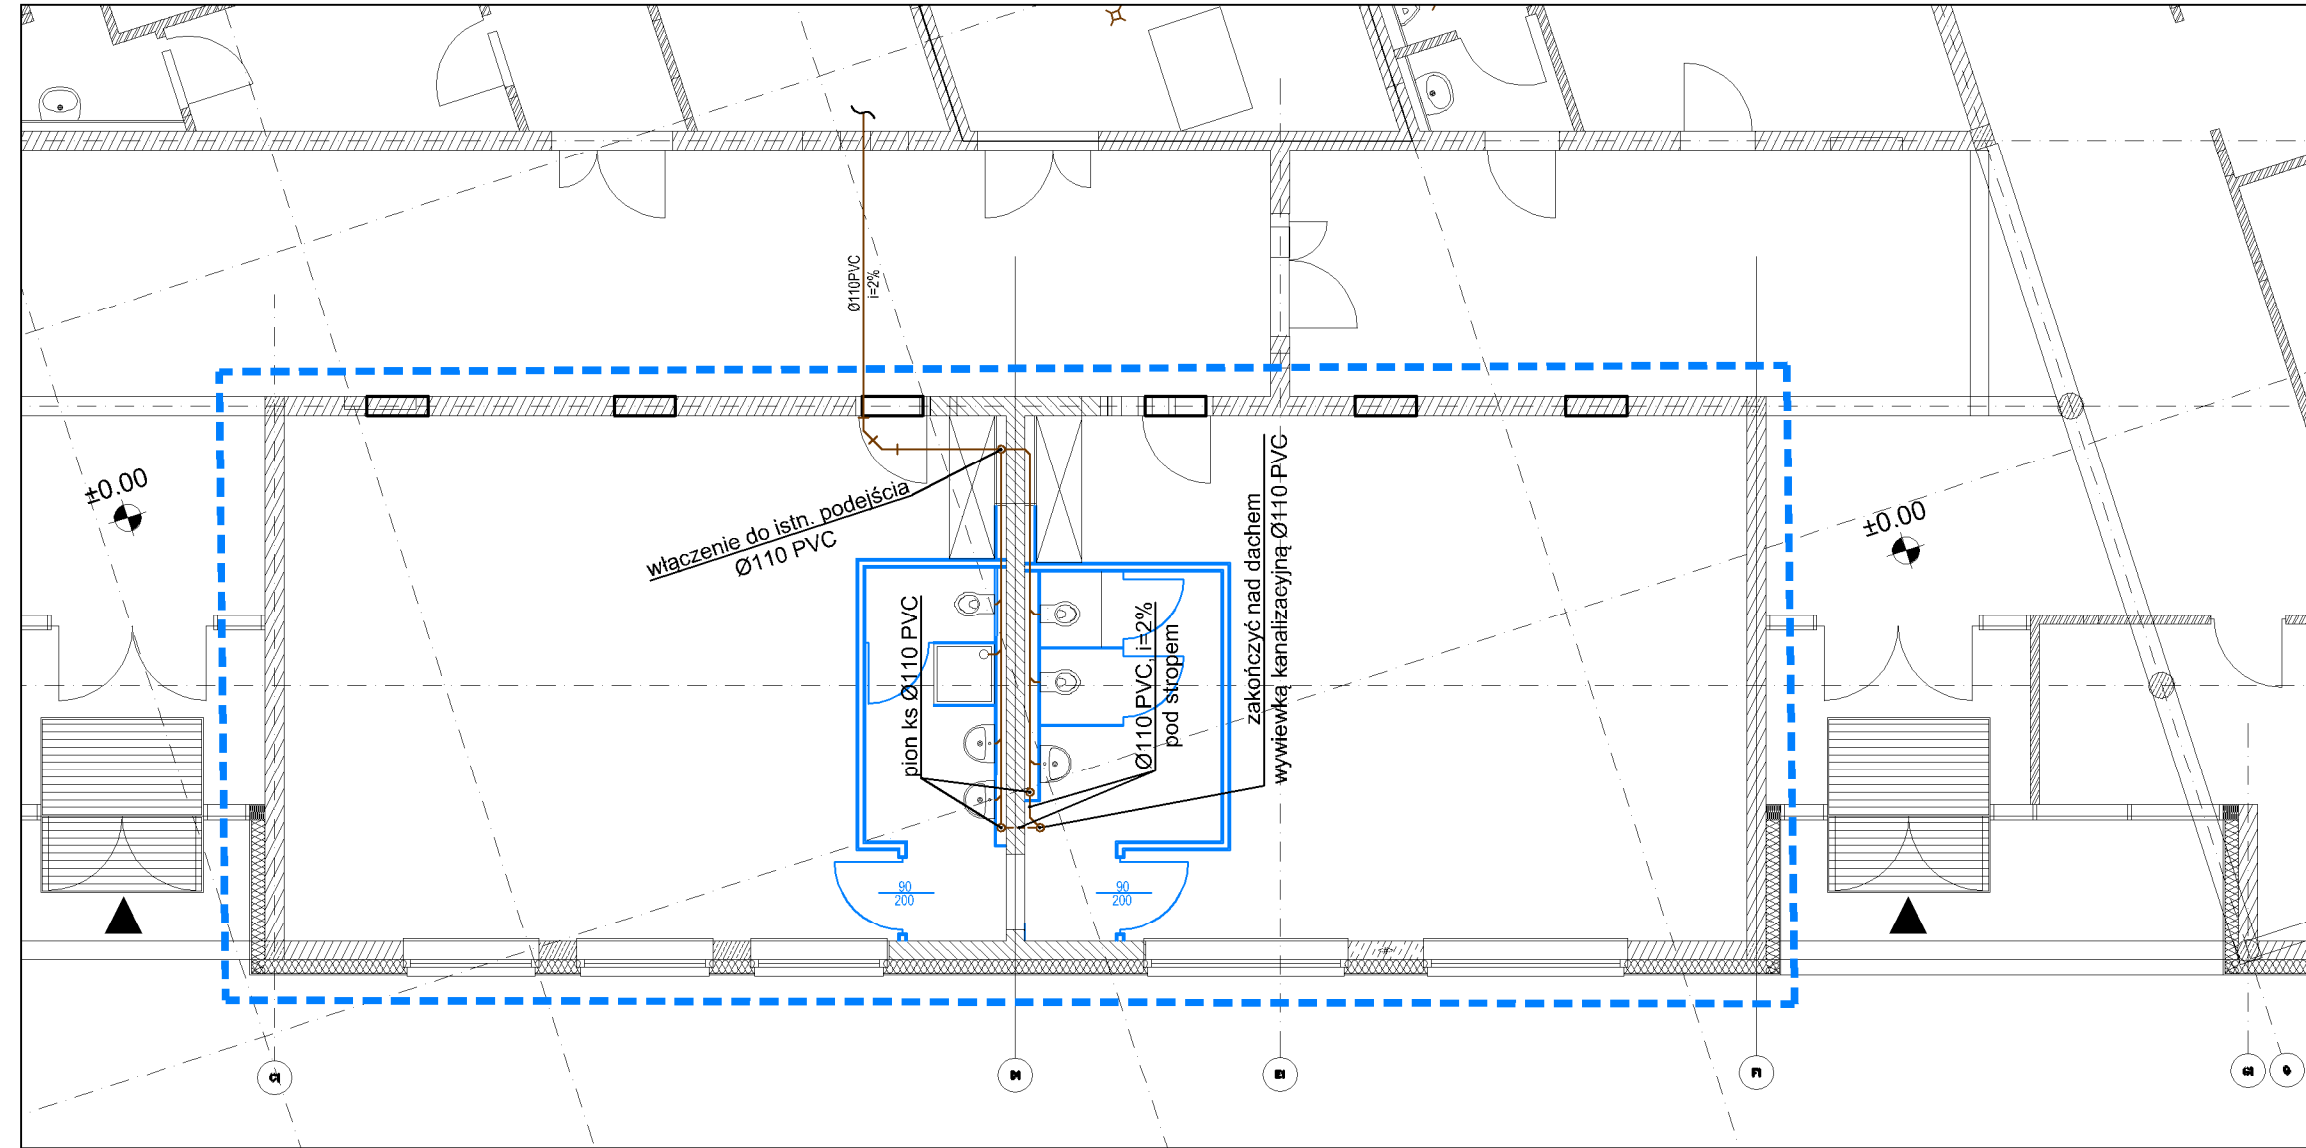 Ø110PVC
i=2%
±0.00
włączenie do istn. podejścia
Ø110 PVC
pion ks Ø110 PVC
Ø110 PVC, i=2%
pod stropem
zakończyć nad dachem
wywiewką kanalizacyjną Ø110 PVC
±0.00
90
200
90
200
F1